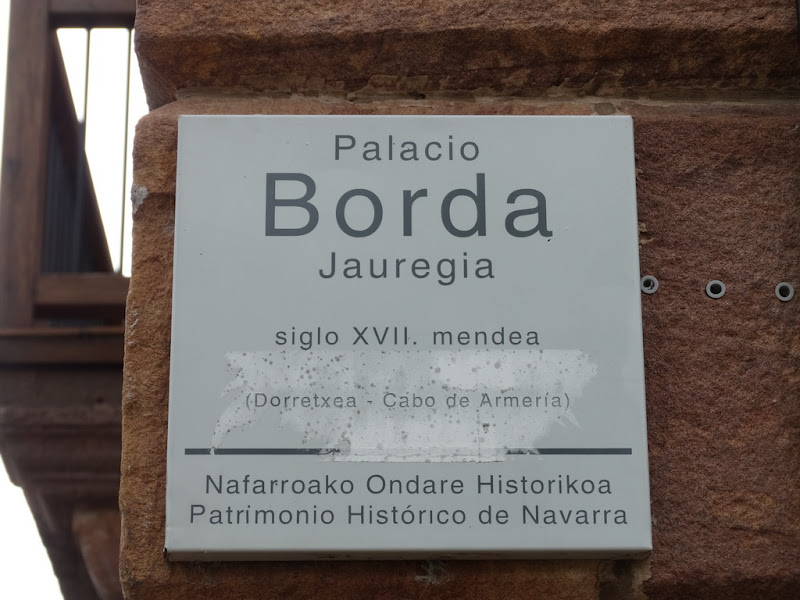 Palacio
Borda
Jauregia
siglo XVII. mendea
(Dorretxea - Cabo de Armería)
Nafarroako Ondare Historikoa
Patrimonio Histórico de Navarra